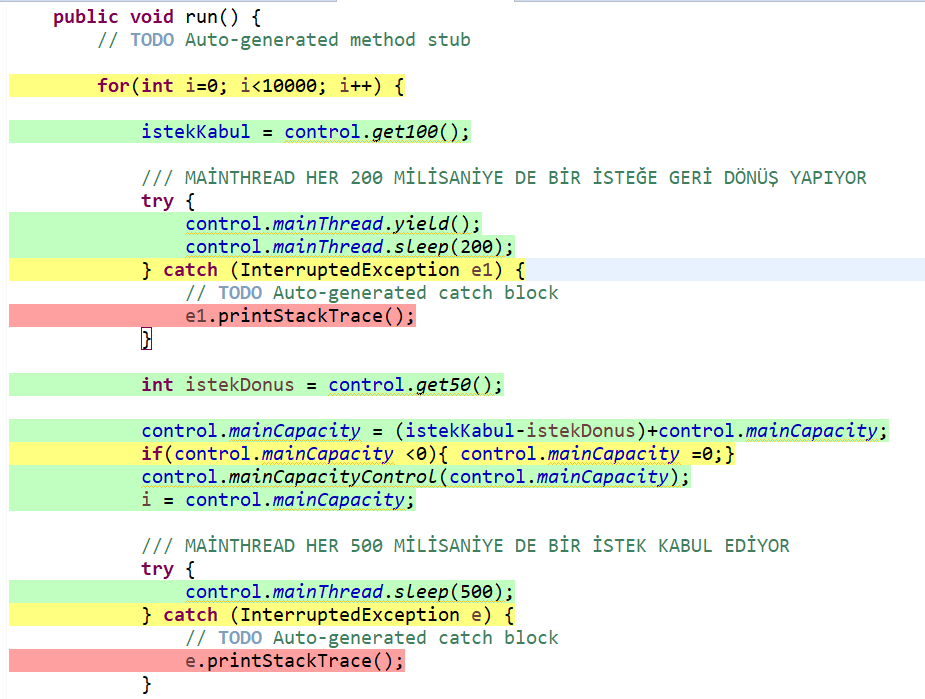 public void run() {
// TODO Auto-generated method stub
for(int i=0; i<10000; i++) {
istekKabul = control.get100();
/// MAİNTHREAD HER 200 MİLİSANİYE DE BİR İSTEĞE GERİ DÖNÜŞ YAPIYOR
try {
control.mainThread.yield();
control.mainThread.sleep(200);
} catch (InterruptedException e1) {
// TODO Auto-generated catch block
e1.printStackTrace();
}
int istekDonus = control.get50();
control.mainCapacity = (istekKabul-istekDonus)+control.mainCapacity;
if(control.mainCapacity <0){ control.mainCapacity =0;}
control.mainCapacityControl(control.mainCapacity);
i = control.mainCapacity;
/// MAİNTHREAD HER 500 MİLİSANİYE DE BİR İSTEK KABUL EDİYOR
try {
control.mainThread.sleep(500);
} catch (InterruptedException e) {
// TODO Auto-generated catch block
e.printStackTrace();
}